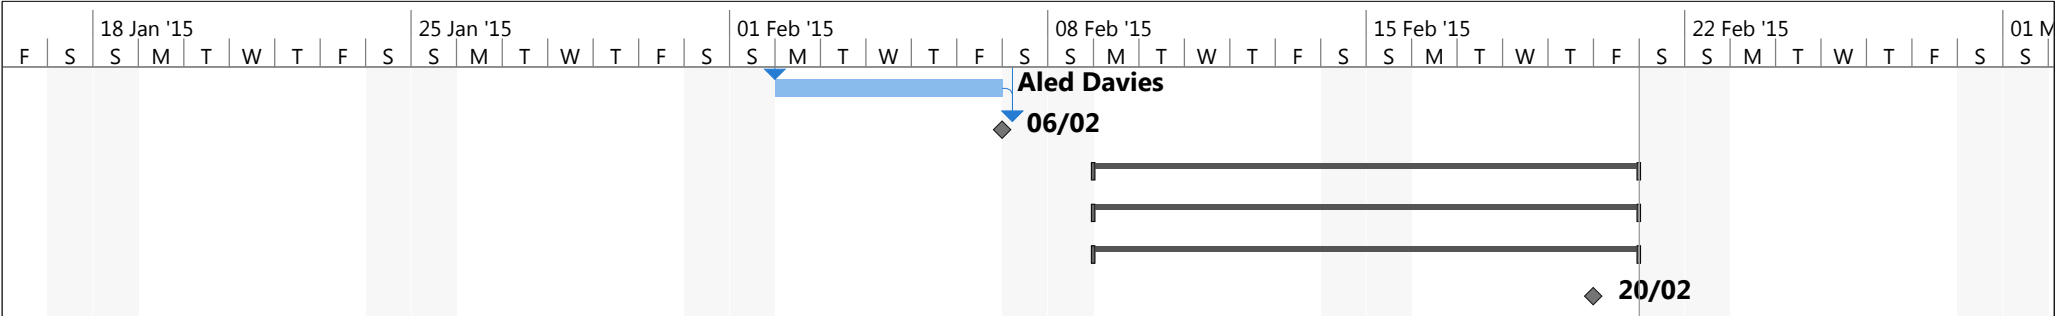 18 Jan '15 25 Jan '15 01 Feb '15 08 Feb '15 15 Feb '15 22 Feb '15 01 M
F S S M T W T F S S M T W T F S S M T W T F S S M T W T F S S M T W T F S S M T W T F S S
Aled Davies
06/02
20/02